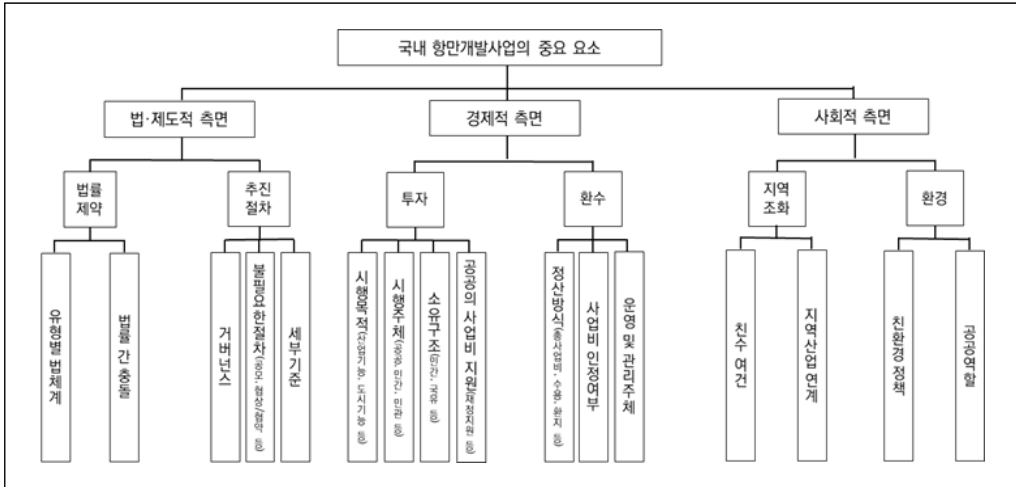 국내 항만개발사업의 중요 요소
법·제도적 측면
경제적 측면
사회적 측면
법률
제약
추진
절차
투자
환수
지역
조화
환경
유형별 법체계
법률 간 충돌
거버넌스
불필요한절차(공모, 협상/협약 등)
세부기준
시행목적(산업기능, 도시기능 등)
시행주체(공공, 민간, 민관 등)
소유구조(민간, 국유 등)
공공의 사업비 지원(재정지원 등)
정산방식(총사업비, 수용, 환지 등)
사업비 인정여부
운영 및 관리주체
친수 여건
지역산업 연계
친환경 정책
공공역할